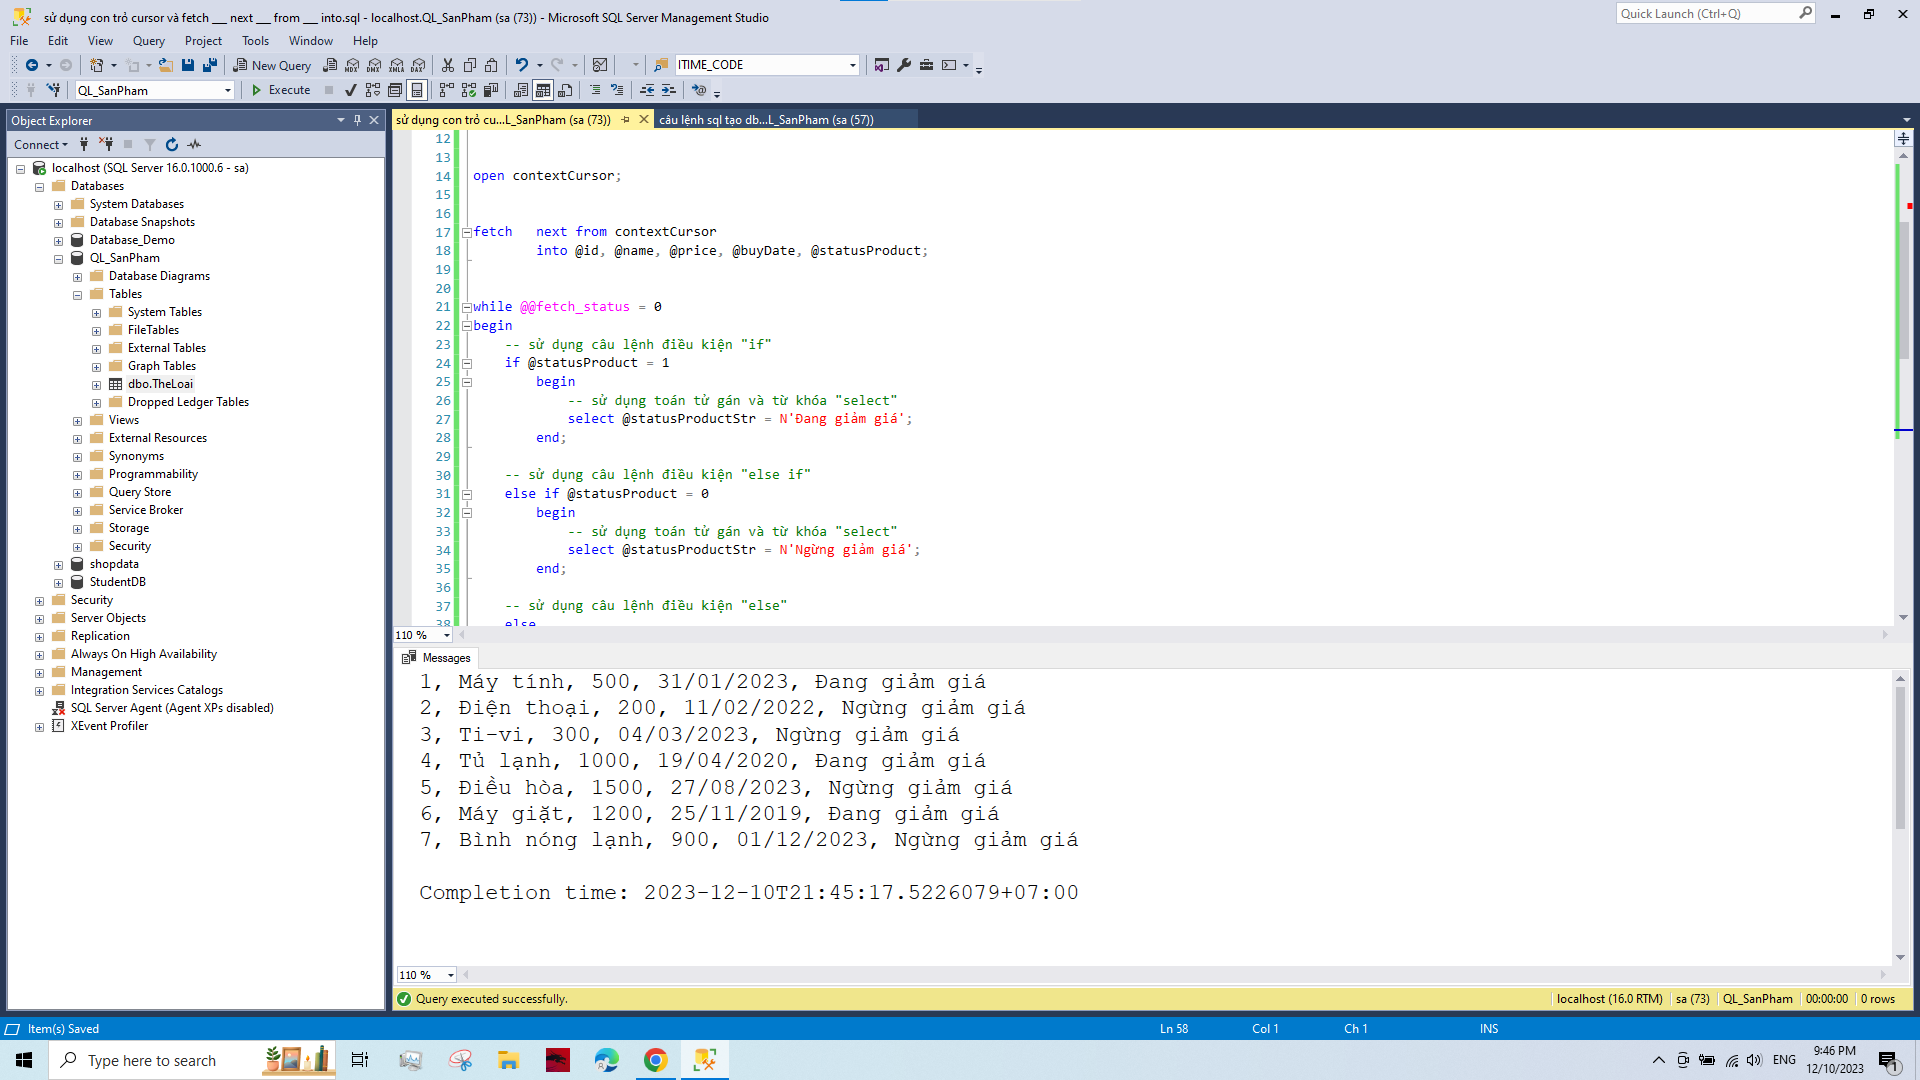 sử dụng con trỏ cursor và fetch ___ next ___ from ___ into.sql - localhost.QL_SanPham (sa (73)) - Microsoft SQL Server Management Studio
Quick Launch (Ctrl+Q)
File Edit View Query Project Tools Window Help
New Query
MDX DMX XMLA DAX
ITIME_CODE
QL_SanPham
Execute
Object Explorer
sử dụng con trỏ cu...L_SanPham (sa (73))
câu lệnh sql tạo db...L_SanPham (sa (57))
Connect
localhost (SQL Server 16.0.1000.6 - sa)
Databases
System Databases
Database Snapshots
Database_Demo
QL_SanPham
Database Diagrams
Tables
System Tables
FileTables
External Tables
Graph Tables
dbo.TheLoai
Dropped Ledger Tables
Views
External Resources
Synonyms
Programmability
Query Store
Service Broker
Storage
Security
shopdata
StudentDB
Security
Server Objects
Replication
Always On High Availability
Management
Integration Services Catalogs
SQL Server Agent (Agent XPs disabled)
XEvent Profiler
12
13
14 open contextCursor;
15
16
17 fetch next from contextCursor
18 into @id, @name, @price, @buyDate, @statusProduct;
19
20
21 while @@fetch_status = 0
22 begin
23 -- sử dụng câu lệnh điều kiện "if"
24 if @statusProduct = 1
25 begin
26 -- sử dụng toán tử gán và từ khóa "select"
27 select @statusProductStr = N'Đang giảm giá';
28 end;
29
30 -- sử dụng câu lệnh điều kiện "else if"
31 else if @statusProduct = 0
32 begin
33 -- sử dụng toán tử gán và từ khóa "select"
34 select @statusProductStr = N'Ngừng giảm giá';
35 end;
36
37 -- sử dụng câu lệnh điều kiện "else"
38 else
110 %
Messages
1, Máy tính, 500, 31/01/2023, Đang giảm giá
2, Điện thoại, 200, 11/02/2022, Ngừng giảm giá
3, Ti-vi, 300, 04/03/2023, Ngừng giảm giá
4, Tủ lạnh, 1000, 19/04/2020, Đang giảm giá
5, Điều hòa, 1500, 27/08/2023, Ngừng giảm giá
6, Máy giặt, 1200, 25/11/2019, Đang giảm giá
7, Bình nóng lạnh, 900, 01/12/2023, Ngừng giảm giá
Completion time: 2023-12-10T21:45:17.5226079+07:00
110 %
Query executed successfully.
localhost (16.0 RTM) sa (73) QL_SanPham 00:00:00 0 rows
Item(s) Saved
Ln 58 Col 1 Ch 1 INS
Type here to search
ENG
9:46 PM
12/10/2023
1